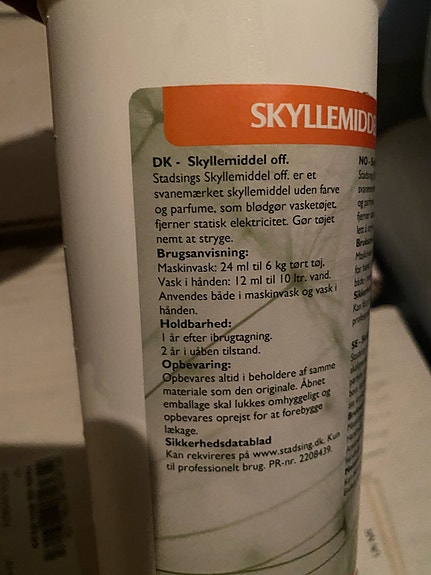 SKYLLEMIDD
DK - Skyllemiddel off.
Stadsings Skyllemiddel off. er et
svanemærket skyllemiddel uden farve
og parfume, som blødgør vasketøjet,
fjerner statisk elektricitet. Gør tøjet
nemt at stryge.
Brugsanvisning:
Maskinvask: 24 ml til 6 kg tørt tøj.
Vask i hånden: 12 ml til 10 ltr. vand.
Anvendes både i maskinvask og vask i
hånden.
Holdbarhed:
1 år efter ibrugtagning.
2 år i uåben tilstand.
Opbevaring:
Opbevares altid i beholdere af samme
materiale som den originale. Åbnet
emballage skal lukkes omhyggeligt og
opbevares oprejst for at forebygge
lækage.
Sikkerhedsdatablad
Kan rekvireres på www.stadsing.dk. Kun
til professionelt brug. PR-nr. 2208439.